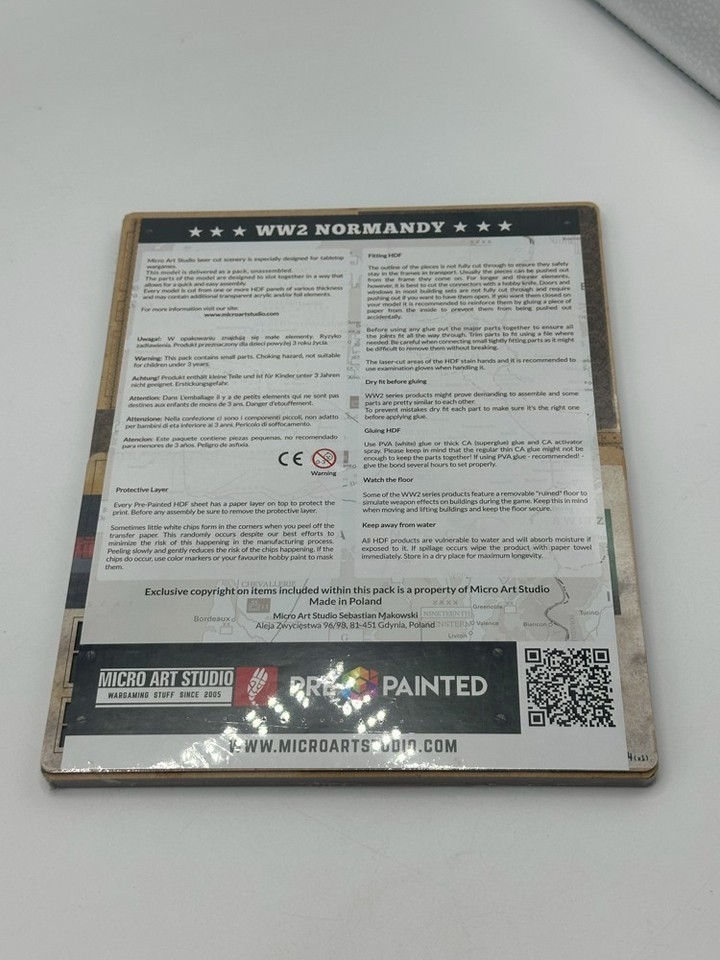 ★ ★ ★ WW2 NORMANDY ★ ★ ★
Micro Art Studio laser cut scenery is especially designed for tabletop
wargames.
This model is delivered as a pack, unassembled.
The parts of the model are designed to slot together in a way that
allows for a quick and easy assembly.
Every model is cut from one or more HDF panels of various thickness
and may contain additional transparent acrylic and/or foil elements.
For more information visit our site:
www.microartstudio.com
Uwaga!: W opakowaniu znajdują się małe elementy. Ryzyko
zadławienia. Produkt przeznaczony dla dzieci powyżej 3 roku życia.
Warning: This pack contains small parts. Choking hazard, not suitable
for children under 3 years.
Achtung! Produkt enthält kleine Teile und ist für Kinder unter 3 Jahren
nicht geeignet. Erstickungsgefahr.
Attention: Dans L'emballage il y a de petits elements qui ne sont pas
destines aux enfants de moins de 3 ans. Danger d'etouffement.
Attenzione: Nella confezione ci sono i componenti piccoli, non adatto
per bambini di eta inferiore ai 3 anni. Pericolo di soffocamento.
Atencion: Este paquete contiene piezas pequenas, no recomendado
para menores de 3 años. Peligro de asfixia.
CE
0-3
Warning
Protective Layer
Every Pre-Painted HDF sheet has a paper layer on top to protect the
print. Before any assembly be sure to remove the protective layer.
Sometimes little white chips form in the corners when you peel off the
transfer paper. This randomly occurs despite our best efforts to
minimize the risk of this happening in the manufacturing process.
Peeling slowly and gently reduces the risk of the chips happening. If the
chips do occur, use color markers or your favourite hobby paint to mask
them.
Fitting HDF
The outline of the pieces is not fully cut through to ensure they safely
stay in the frames in transport. Usually the pieces can be pushed out
from the frame they come on. For longer and thinner elements,
however, it is best to cut the connectors with a hobby knife. Doors and
windows in most building sets are not fully cut through and require
pushing out if you want to have them open. If you want them closed on
your model it is recommended to reinforce them by gluing a piece of
paper from the inside to prevent them from being pushed out
accidentally.
Before using any glue put the major parts together to ensure all
the joints fit all the way through. Trim parts to fit using a file where
needed. Be careful when connecting small tightly fitting parts as it might
be difficult to remove them without breaking.
The laser-cut areas of the HDF stain hands and it is recommended to
use examination gloves when handling it.
Dry fit before gluing
WW2 series products might prove demanding to assemble and some
parts are pretty similar to each other.
To prevent mistakes dry fit each part to make sure it's the right one
before applying glue.
Gluing HDF
Use PVA (white) glue or thick CA (superglue) glue and CA activator
spray. Please keep in mind that the regular thin CA glue might not be
enough to keep the parts together! If using PVA glue - recommended! -
give the bond several hours to set properly.
Watch the floor
Some of the WW2 series products feature a removable "ruined" floor to
simulate weapon effects on buildings during the game. Keep this in mind
when moving and lifting buildings and keep the floor secure.
Keep away from water
All HDF products are vulnerable to water and will absorb moisture if
exposed to it. If spillage occurs wipe the product with paper towel
immediately. Store in a dry place for maximum longevity.
Exclusive copyright on items included within this pack is a property of Micro Art Studio
Made in Poland
Micro Art Studio Sebastian Makowski
Aleja Zwycięstwa 96/98, 81-451 Gdynia, Poland
CHEVALLERIE
XXXX
NINETEENTH
Bordeaux
Grenoble
Valence
Livron
Briancon
Torino
MICRO ART STUDIO
WARGAMING STUFF SINCE 2005
PRE PAINTED
WWW.MICROARTSTUDIO.COM